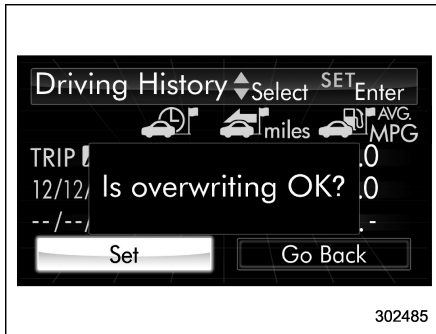 Driving History Select SET Enter
miles AVG. MPG
TRIP .0
12/12/ .0
--/--/ .-
Is overwriting OK?
Set Go Back
302485